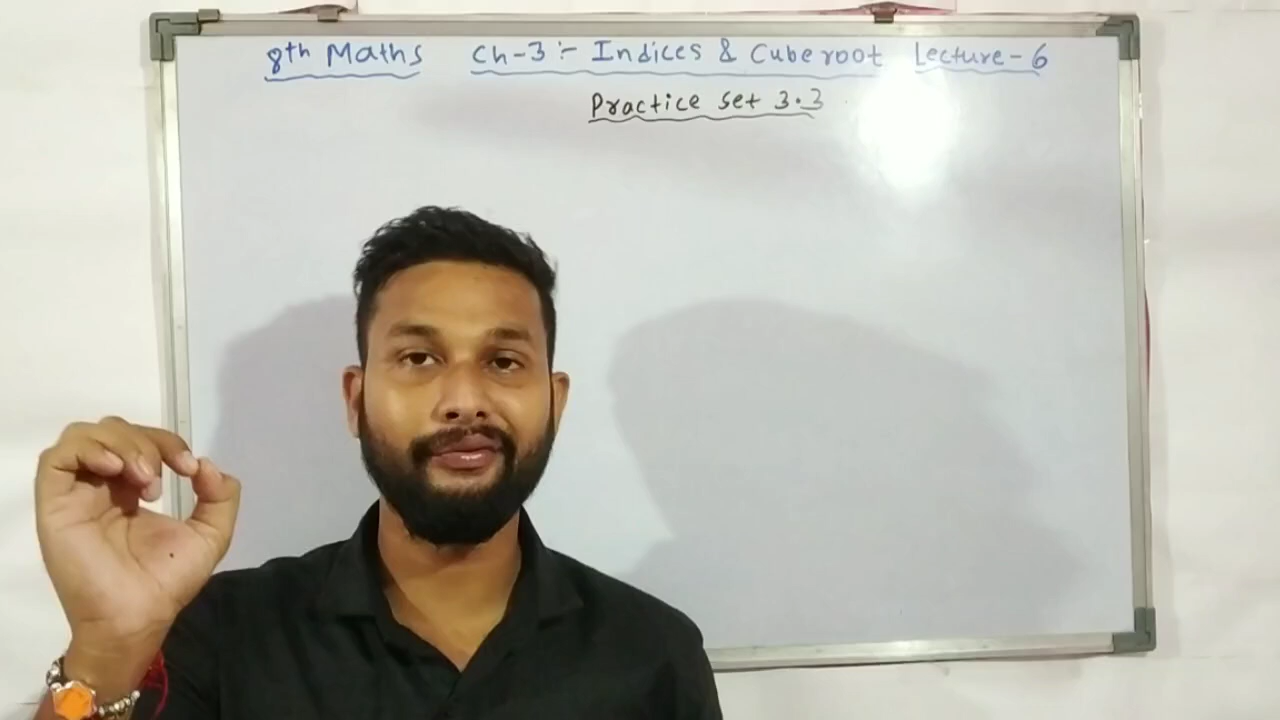 8th Maths Ch-3:- Indices & Cube root Lecture-6
Practice set 3.3